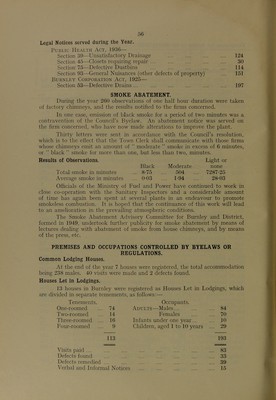 36
Legal Notices served during the Year.
Public Health Act, 1936—
Section 39—Unsatisfactory Drainage 124
Section 45—Closets requiring repair 50
Section 75—Defective Dustbins 114
Section 93—General Nuisances (other defects of property) 151
Burnley Corporation Act, 1925—
Section 53—Defective Drains 197
SMOKE ABATEMENT.
During the year 260 observations of one half hour duration were taken
of factory chimneys, and the results notified to the firms concerned.
In one case, emission of black smoke for a period of two minutes was a
contravention of the Council's Byelaw. An abatement notice was served on
the firm concerned, who have now made alterations to improve the plant.
Thirty letters were sent in accordance with the Council's resolution,
which is to the effect that the Town Clerk shall communicate with those firms
whose chimneys emit an amount of "moderate" smoke in excess of 6 minutes,
or "black" smoke for more than one, but less than two, minutes.
Results of Observations. Light or
Black Moderate none
Total smoke in minutes 8·75 504 7287·25
Average smoke in minutes 0·03 1·94 28·03
Officials of the Ministry of Fuel and Power have continued to work in
close co-operation with the Sanitary Inspectors and a considerable amount
of time has again been spent at several plants in an endeavour to promote
smokeless combustion. It is hoped that the continuance of this work will lead
to an amelioration in the prevailing atmospheric conditions.
The Smoke Abatement Advisory Committee for Burnley and District,
formed in 1949, undertook further publicity for smoke abatement by means of
lectures dealing with abatement of smoke from house chimneys, and by means
of the press, etc.
PREMISES AND OCCUPATIONS CONTROLLED BY BYELAWS OR
REGULATIONS.
Common Lodging Houses.
At the end of the year 7 houses were registered, the total accommodation
being 278 males. 40 visits were made and 2 defects found.
Houses Let in Lodgings.
13 houses in Burnley were registered as Houses Let in Lodgings, which
are divided in separate tenements, as follows:—
Tenements. Occupants.
One-roomed 74 Adults—Males 84
Two-roomed 14 Females 70
Three-roomed 16 Infants under one year 10
Four-roomed 9 Children, aged 1 to 10 years 29
113 193
Visits paid 82
Defects found 33
Defects remedied 39
Verbal and Informal Notices 15